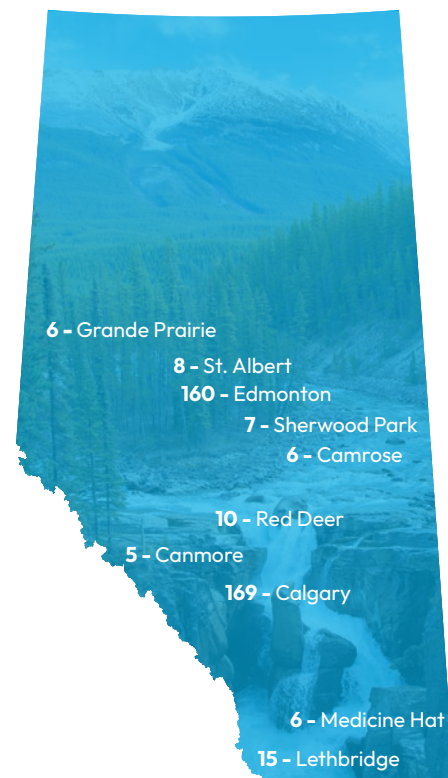 6 - Grande Prairie
8 - St. Albert
160 - Edmonton
7 - Sherwood Park
6 - Camrose
10 - Red Deer
5 - Canmore
169 - Calgary
6 - Medicine Hat
15 - Lethbridge